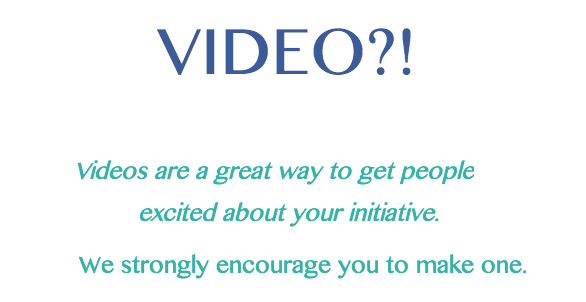 VIDEO?!
Videos are a great way to get people
excited about your initiative.
We strongly encourage you to make one.